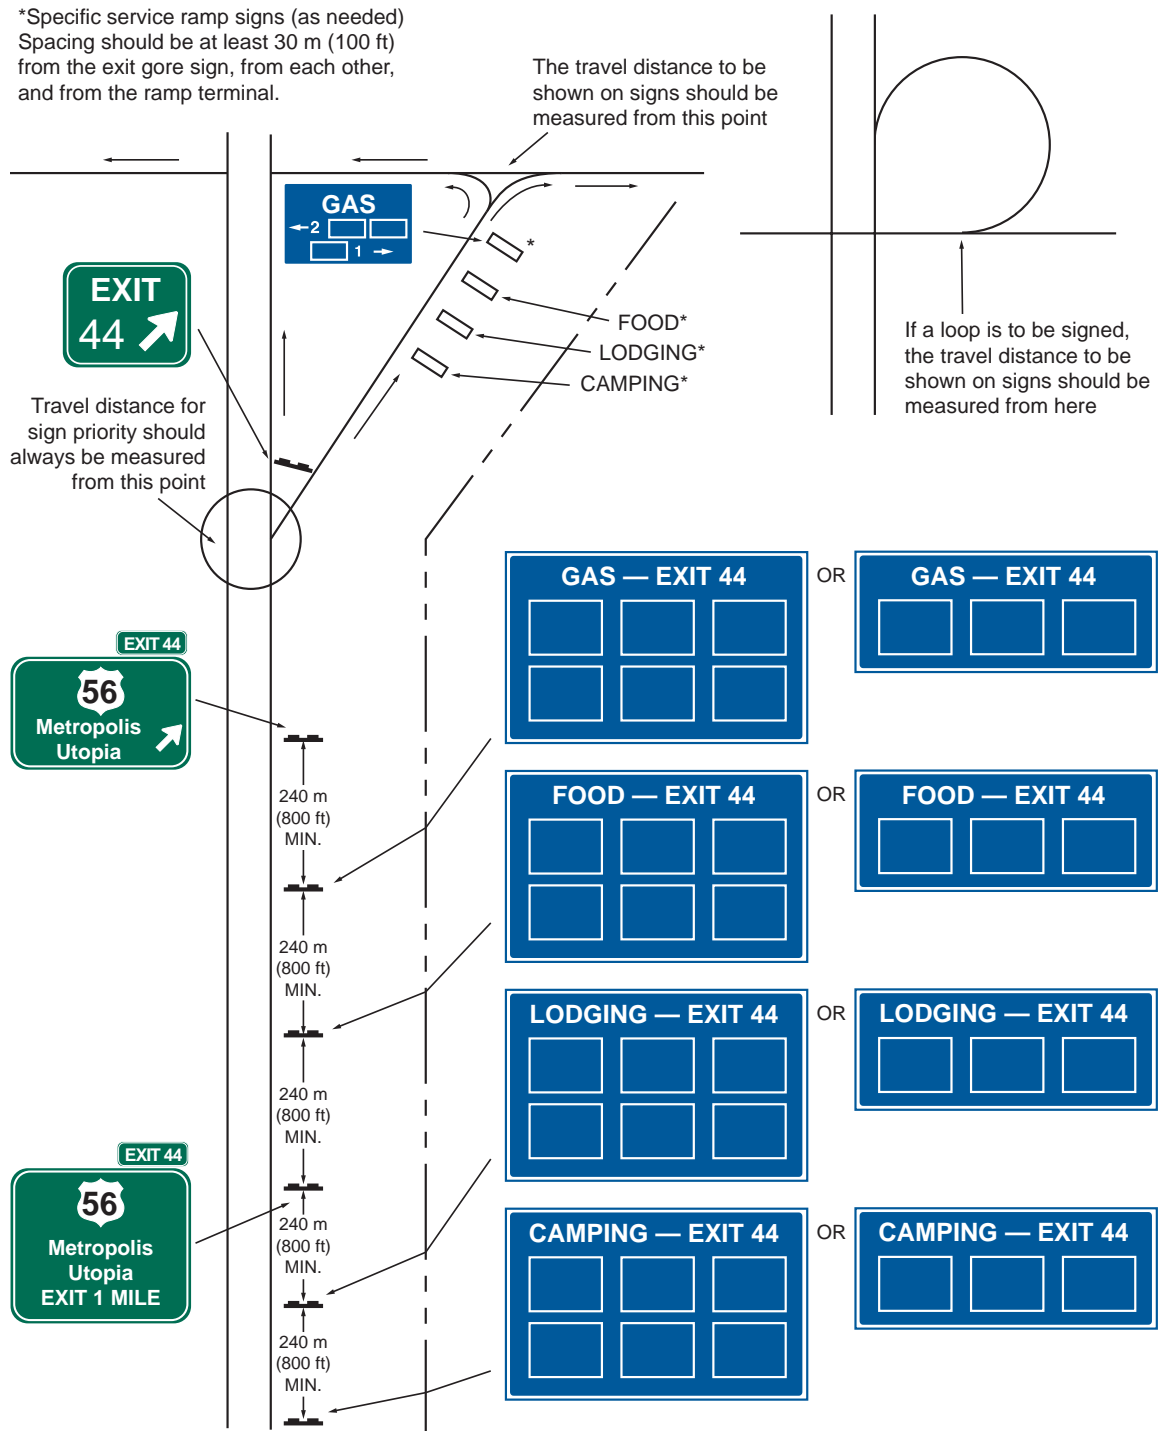 *Specific service ramp signs (as needed)
Spacing should be at least 30 m (100 ft)
from the exit gore sign, from each other,
and from the ramp terminal.
The travel distance to be
shown on signs should be
measured from this point
GAS
2
1
*
EXIT
44
FOOD*
LODGING*
CAMPING*
If a loop is to be signed,
the travel distance to be
shown on signs should be
measured from here
Travel distance for
sign priority should
always be measured
from this point
GAS — EXIT 44
OR
GAS — EXIT 44
EXIT 44
56
Metropolis
Utopia
240 m
(800 ft)
MIN.
FOOD — EXIT 44
OR
FOOD — EXIT 44
240 m
(800 ft)
MIN.
LODGING — EXIT 44
OR
LODGING — EXIT 44
240 m
(800 ft)
MIN.
EXIT 44
56
Metropolis
Utopia
EXIT 1 MILE
240 m
(800 ft)
MIN.
CAMPING — EXIT 44
OR
CAMPING — EXIT 44
240 m
(800 ft)
MIN.